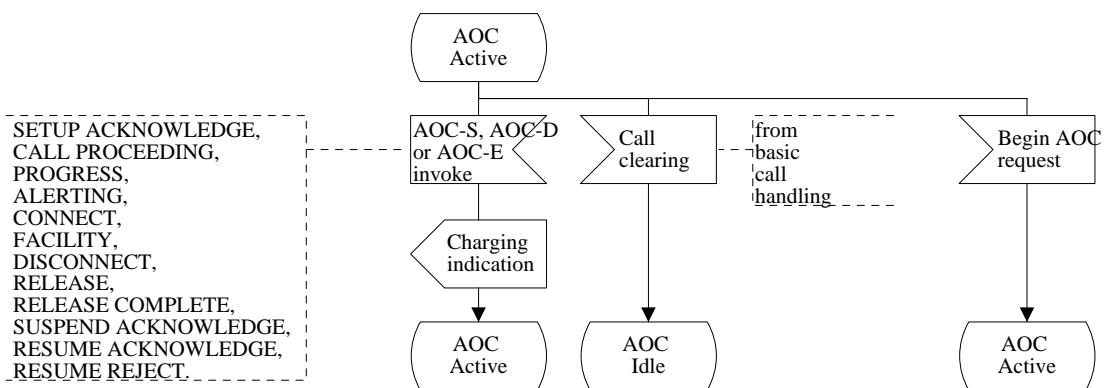 AOC
Active
SETUP ACKNOWLEDGE,
CALL PROCEEDING,
PROGRESS,
ALERTING,
CONNECT,
FACILITY,
DISCONNECT,
RELEASE,
RELEASE COMPLETE,
SUSPEND ACKNOWLEDGE,
RESUME ACKNOWLEDGE,
RESUME REJECT.
AOC-S, AOC-D
or AOC-E
invoke
Call
clearing
from
basic
call
handling
Begin AOC
request
Charging
indication
AOC
Active
AOC
Idle
AOC
Active